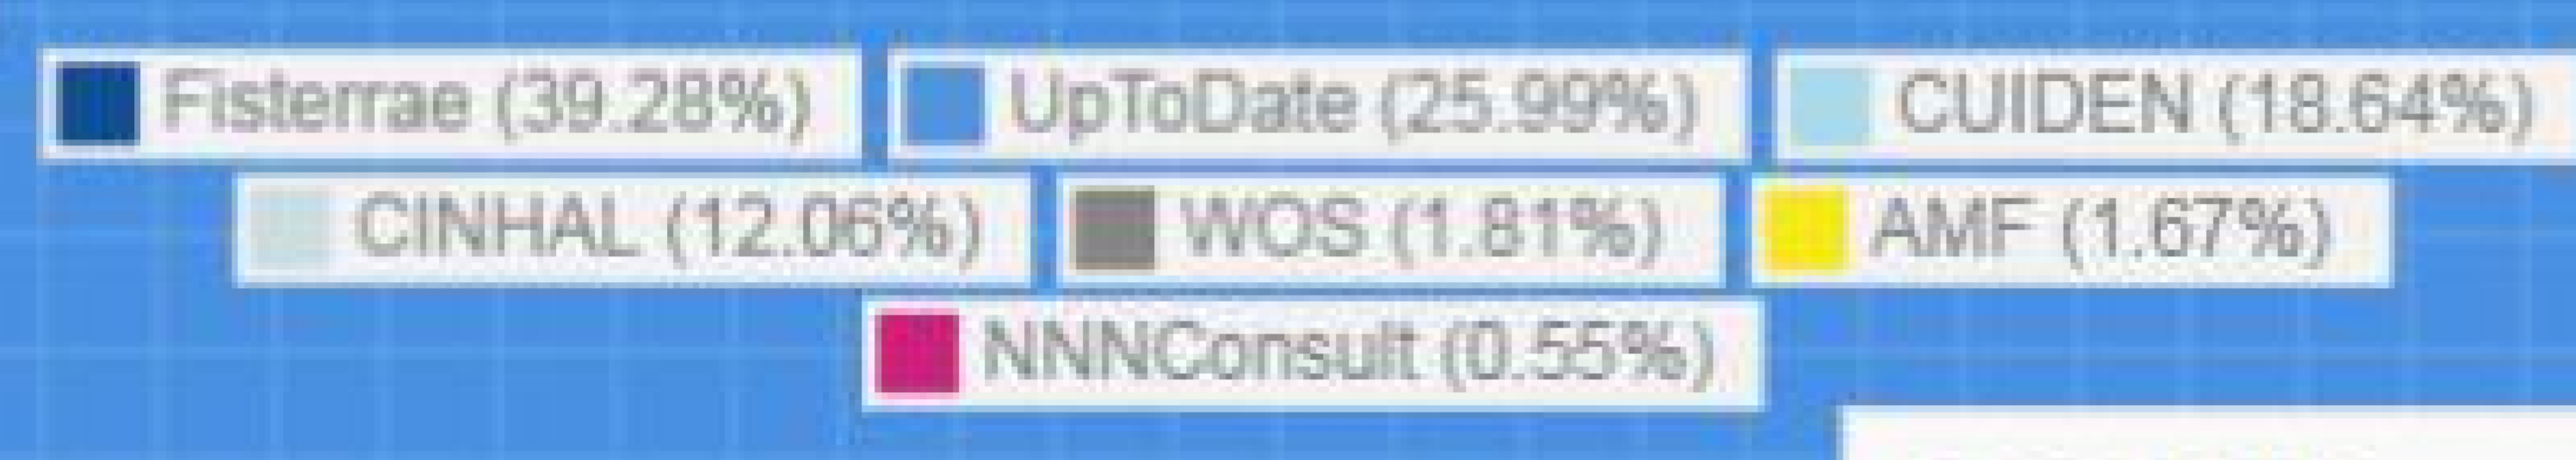 Fisterrae (39.28%) UpToDate (25.99%) CUIDEN (18.64%)
CINHAL (12.06%) WOS (1.81%) AMF (1.67%)
NNNConsult (0.55%)